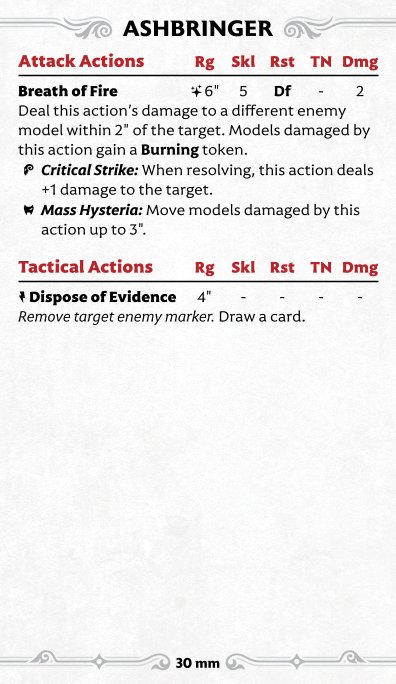 ASHBRINGER
Attack Actions Rg Skl Rst TN Dmg
Breath of Fire 6" 5 Df - 2
Deal this action's damage to a different enemy
model within 2" of the target. Models damaged by
this action gain a Burning token.
Critical Strike: When resolving, this action deals
+1 damage to the target.
Mass Hysteria: Move models damaged by this
action up to 3".
Tactical Actions Rg Skl Rst TN Dmg
Dispose of Evidence 4" - - - -
Remove target enemy marker. Draw a card.
30 mm